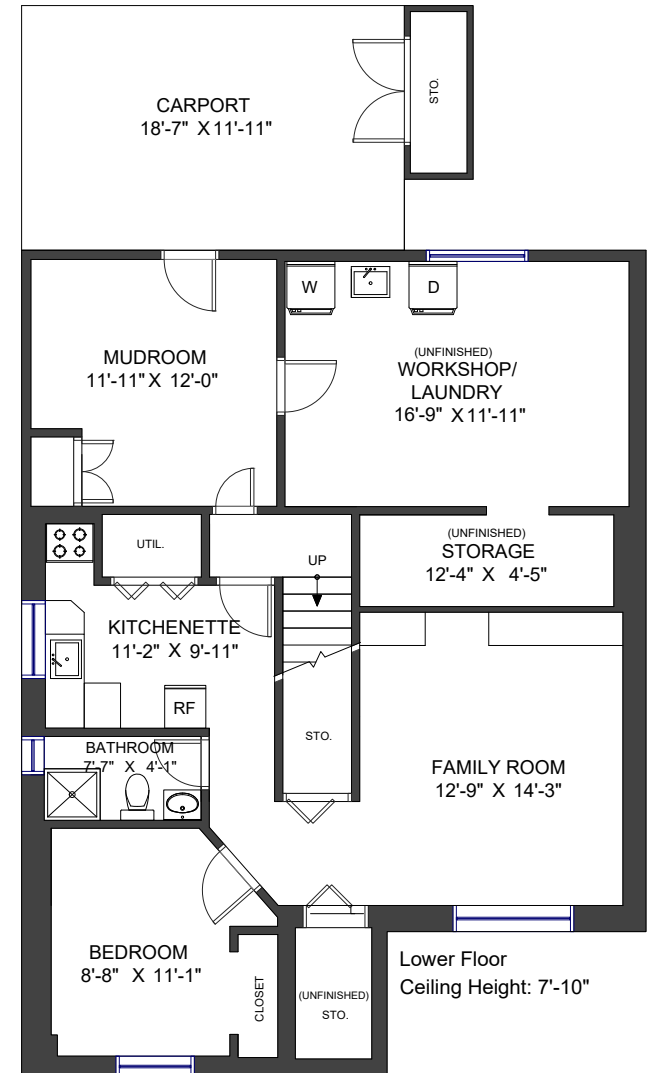 CARPORT
18'-7" X 11'-11"
STO.
W
D
MUDROOM
11'-11" X 12'-0"
(UNFINISHED)
WORKSHOP/
LAUNDRY
16'-9" X 11'-11"
UTIL.
UP
(UNFINISHED)
STORAGE
12'-4" X 4'-5"
KITCHENETTE
11'-2" X 9'-11"
RF
STO.
BATHROOM
7'-7" X 4'-1"
FAMILY ROOM
12'-9" X 14'-3"
BEDROOM
8'-8" X 11'-1"
CLOSET
(UNFINISHED)
STO.
Lower Floor
Ceiling Height: 7'-10"